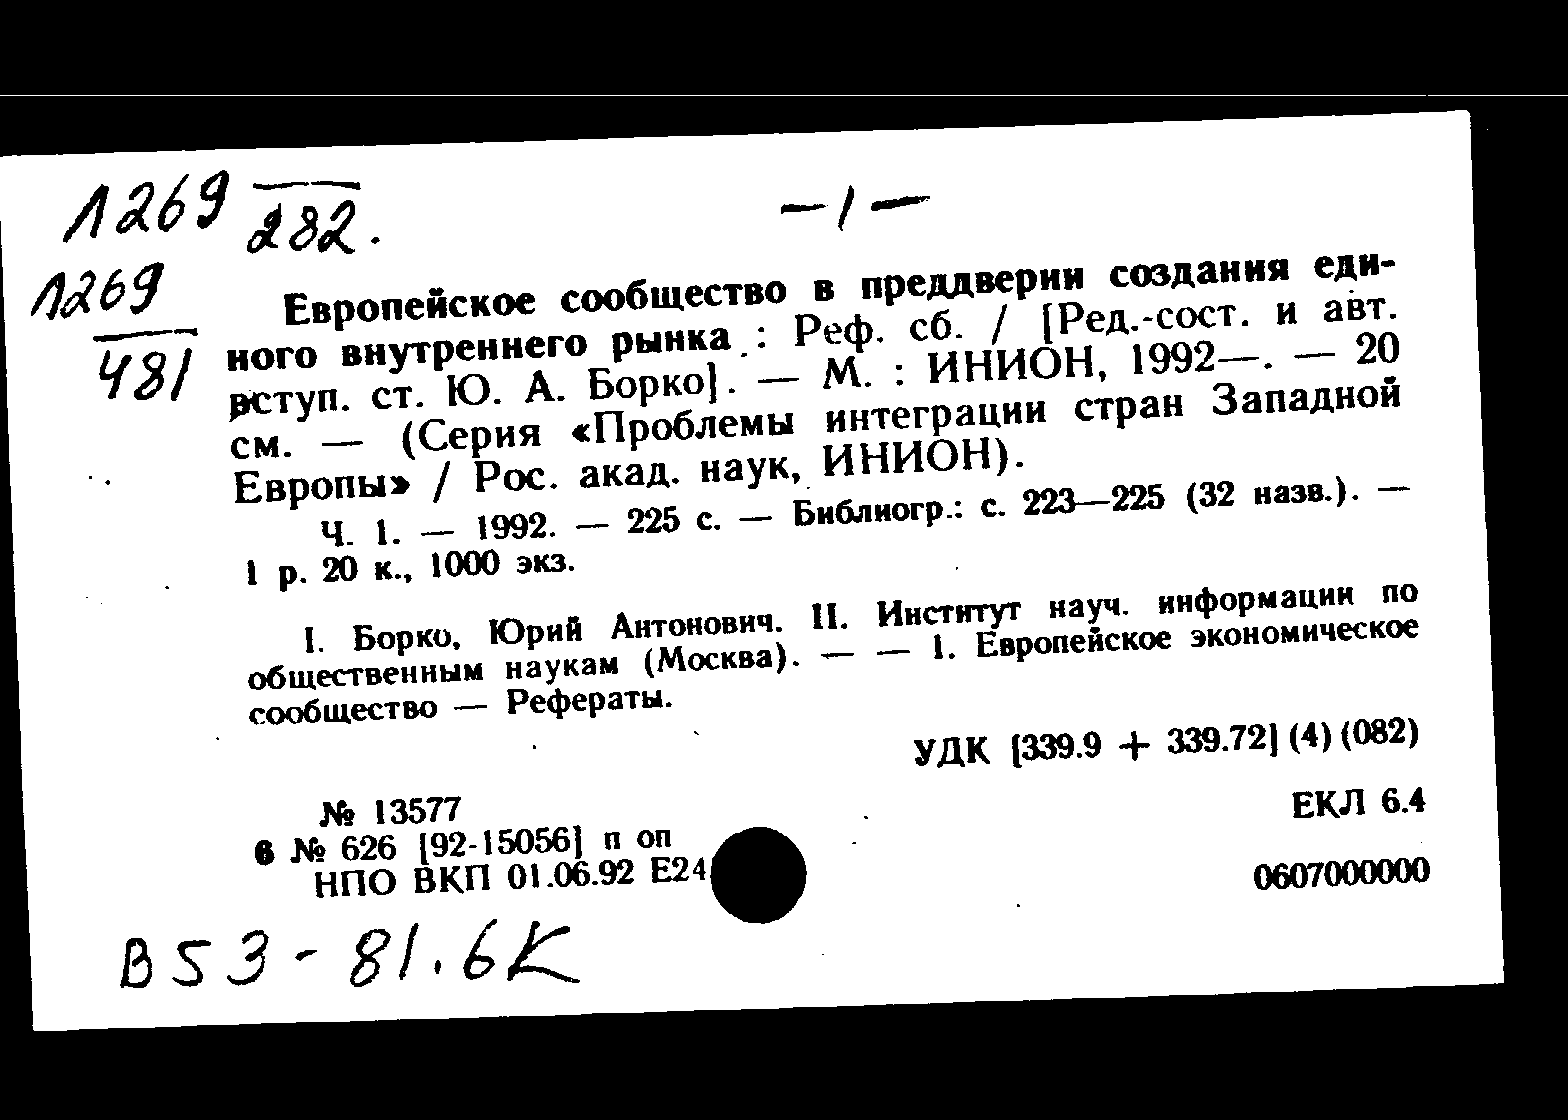 Л269 282.
— 1 —
Л269
481
Европейское сообщество в преддверии создания еди-
ного внутреннего рынка : Реф. сб. / [Ред.-сост. и авт.
вступ. ст. Ю. А. Борко]. — М. : ИНИОН, 1992—. — 20
см. — (Серия «Проблемы интеграции стран Западной
Европы» / Рос. акад. наук, ИНИОН).
Ч. 1. — 1992. — 225 с. — Библиогр.: с. 223—225 (32 назв.). —
1 р. 20 к., 1000 экз.
I. Борко, Юрий Антонович. II. Институт науч. информации по
общественным наукам (Москва). — — 1. Европейское экономическое
сообщество — Рефераты.
УДК [339.9 + 339.72] (4) (082)
№ 13577
ЕКЛ 6.4
6 № 626 [92-15056] п оп
НПО ВКП 01.06.92 Е24
0607000000
В53-81.6К